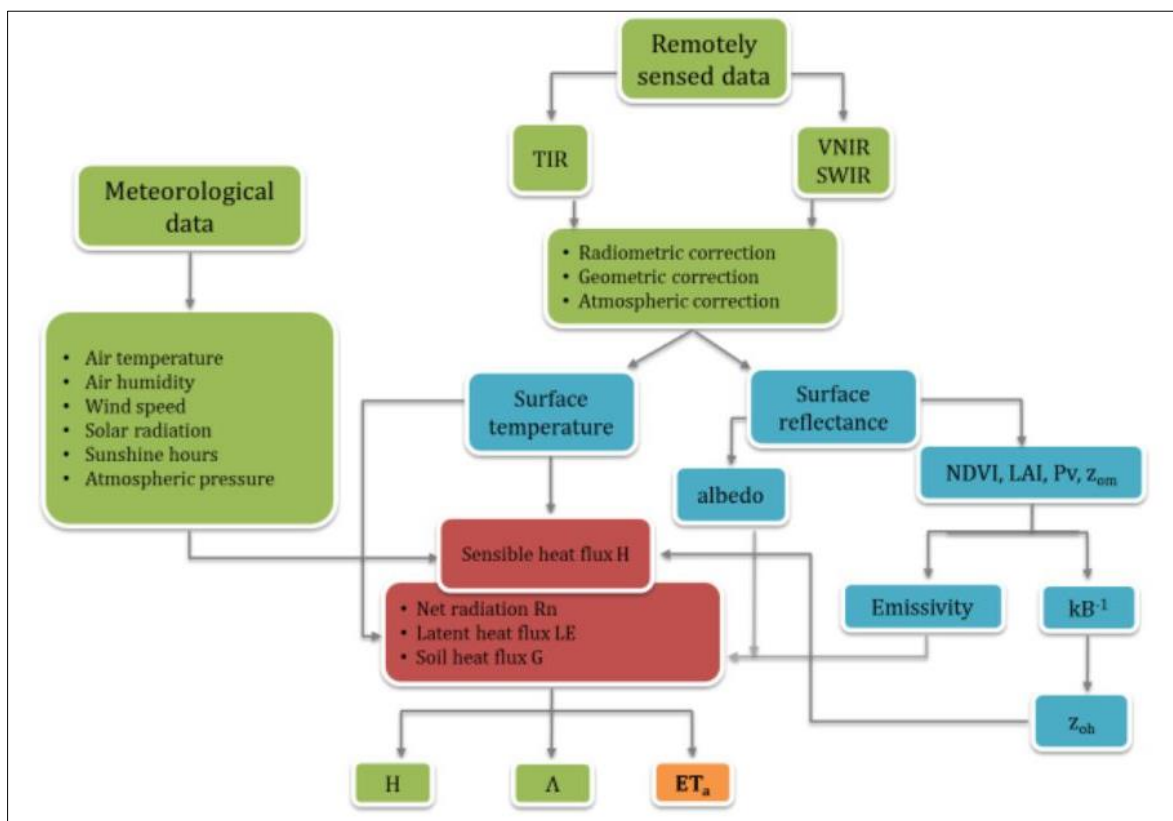 Remotely
sensed data
TIR
VNIR
SWIR
Meteorological
data
• Radiometric correction
• Geometric correction
• Atmospheric correction
• Air temperature
• Air humidity
• Wind speed
• Solar radiation
• Sunshine hours
• Atmospheric pressure
Surface
temperature
Surface
reflectance
albedo
NDVI, LAI, Pv, zₒₘ
Sensible heat flux H
• Net radiation Rn
• Latent heat flux LE
• Soil heat flux G
Emissivity
kB⁻¹
zₒₕ
H
Λ
ETₐ